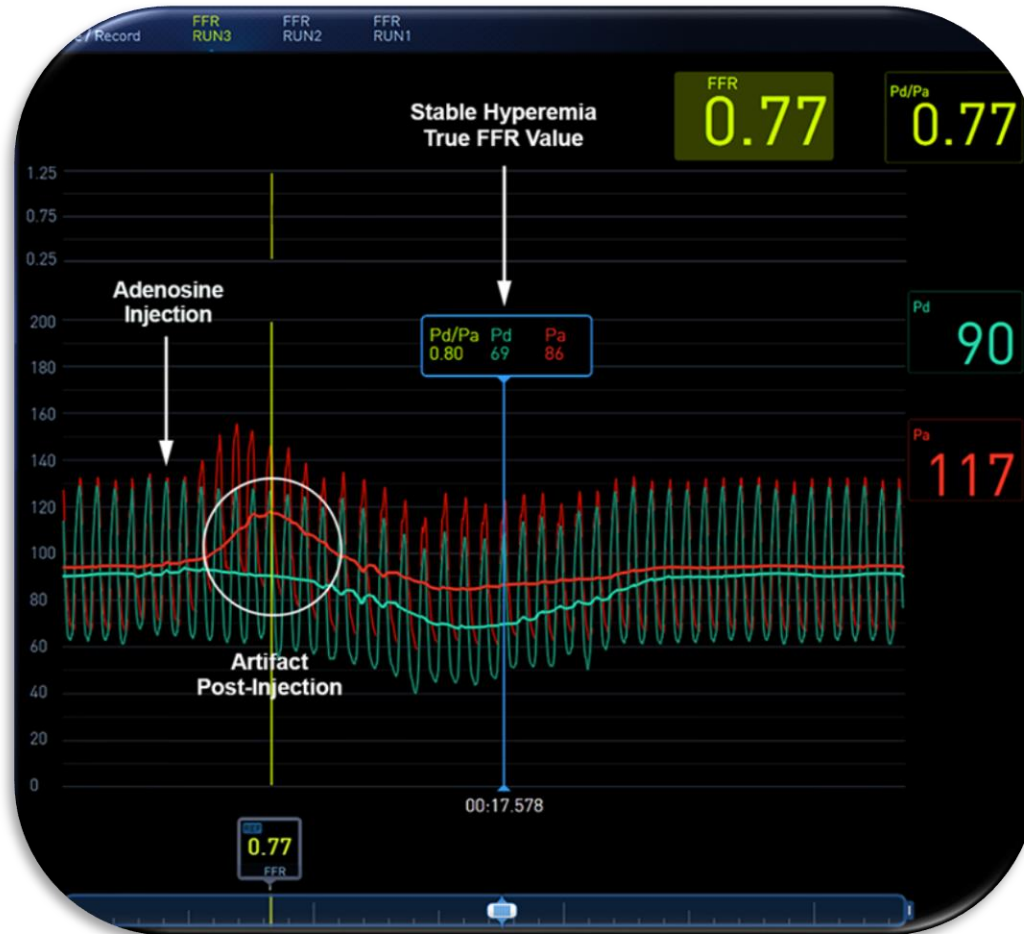 e / Record
FFR
RUN3
FFR
RUN2
FFR
RUN1
FFR
0.77
Pd/Pa
0.77
Stable Hyperemia
True FFR Value
1.25
0.75
0.25
Adenosine
Injection
Pd/Pa Pd Pa
0.80 69 86
Pd
90
Pa
117
200
180
160
140
120
100
80
60
40
20
0
Artifact
Post-Injection
00:17.578
REF
0.77
FFR